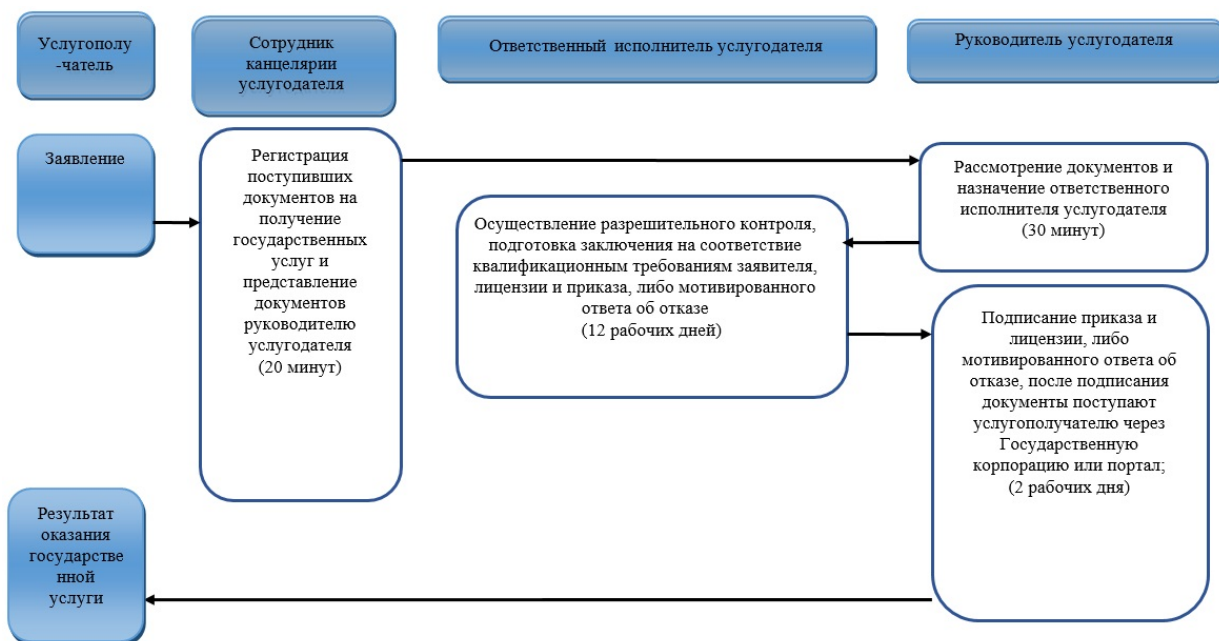 Услугополу
-чатель
Сотрудник
канцелярии
услугодателя
Ответственный исполнитель услугодателя
Руководитель услугодателя
Заявление
Регистрация
поступивших
документов на
получение
государственных
услуг и
представление
документов
руководителю
услугодателя
(20 минут)
Рассмотрение документов и
назначение ответственного
исполнителя услугодателя
(30 минут)
Осуществление разрешительного контроля,
подготовка заключения на соответствие
квалификационным требованиям заявителя,
лицензии и приказа, либо мотивированного
ответа об отказе
(12 рабочих дней)
Подписание приказа и
лицензии, либо
мотивированного ответа об
отказе, после подписания
документы поступают
услугополучателю через
Государственную
корпорацию или портал;
(2 рабочих дня)
Результат
оказания
государстве
нной
услуги